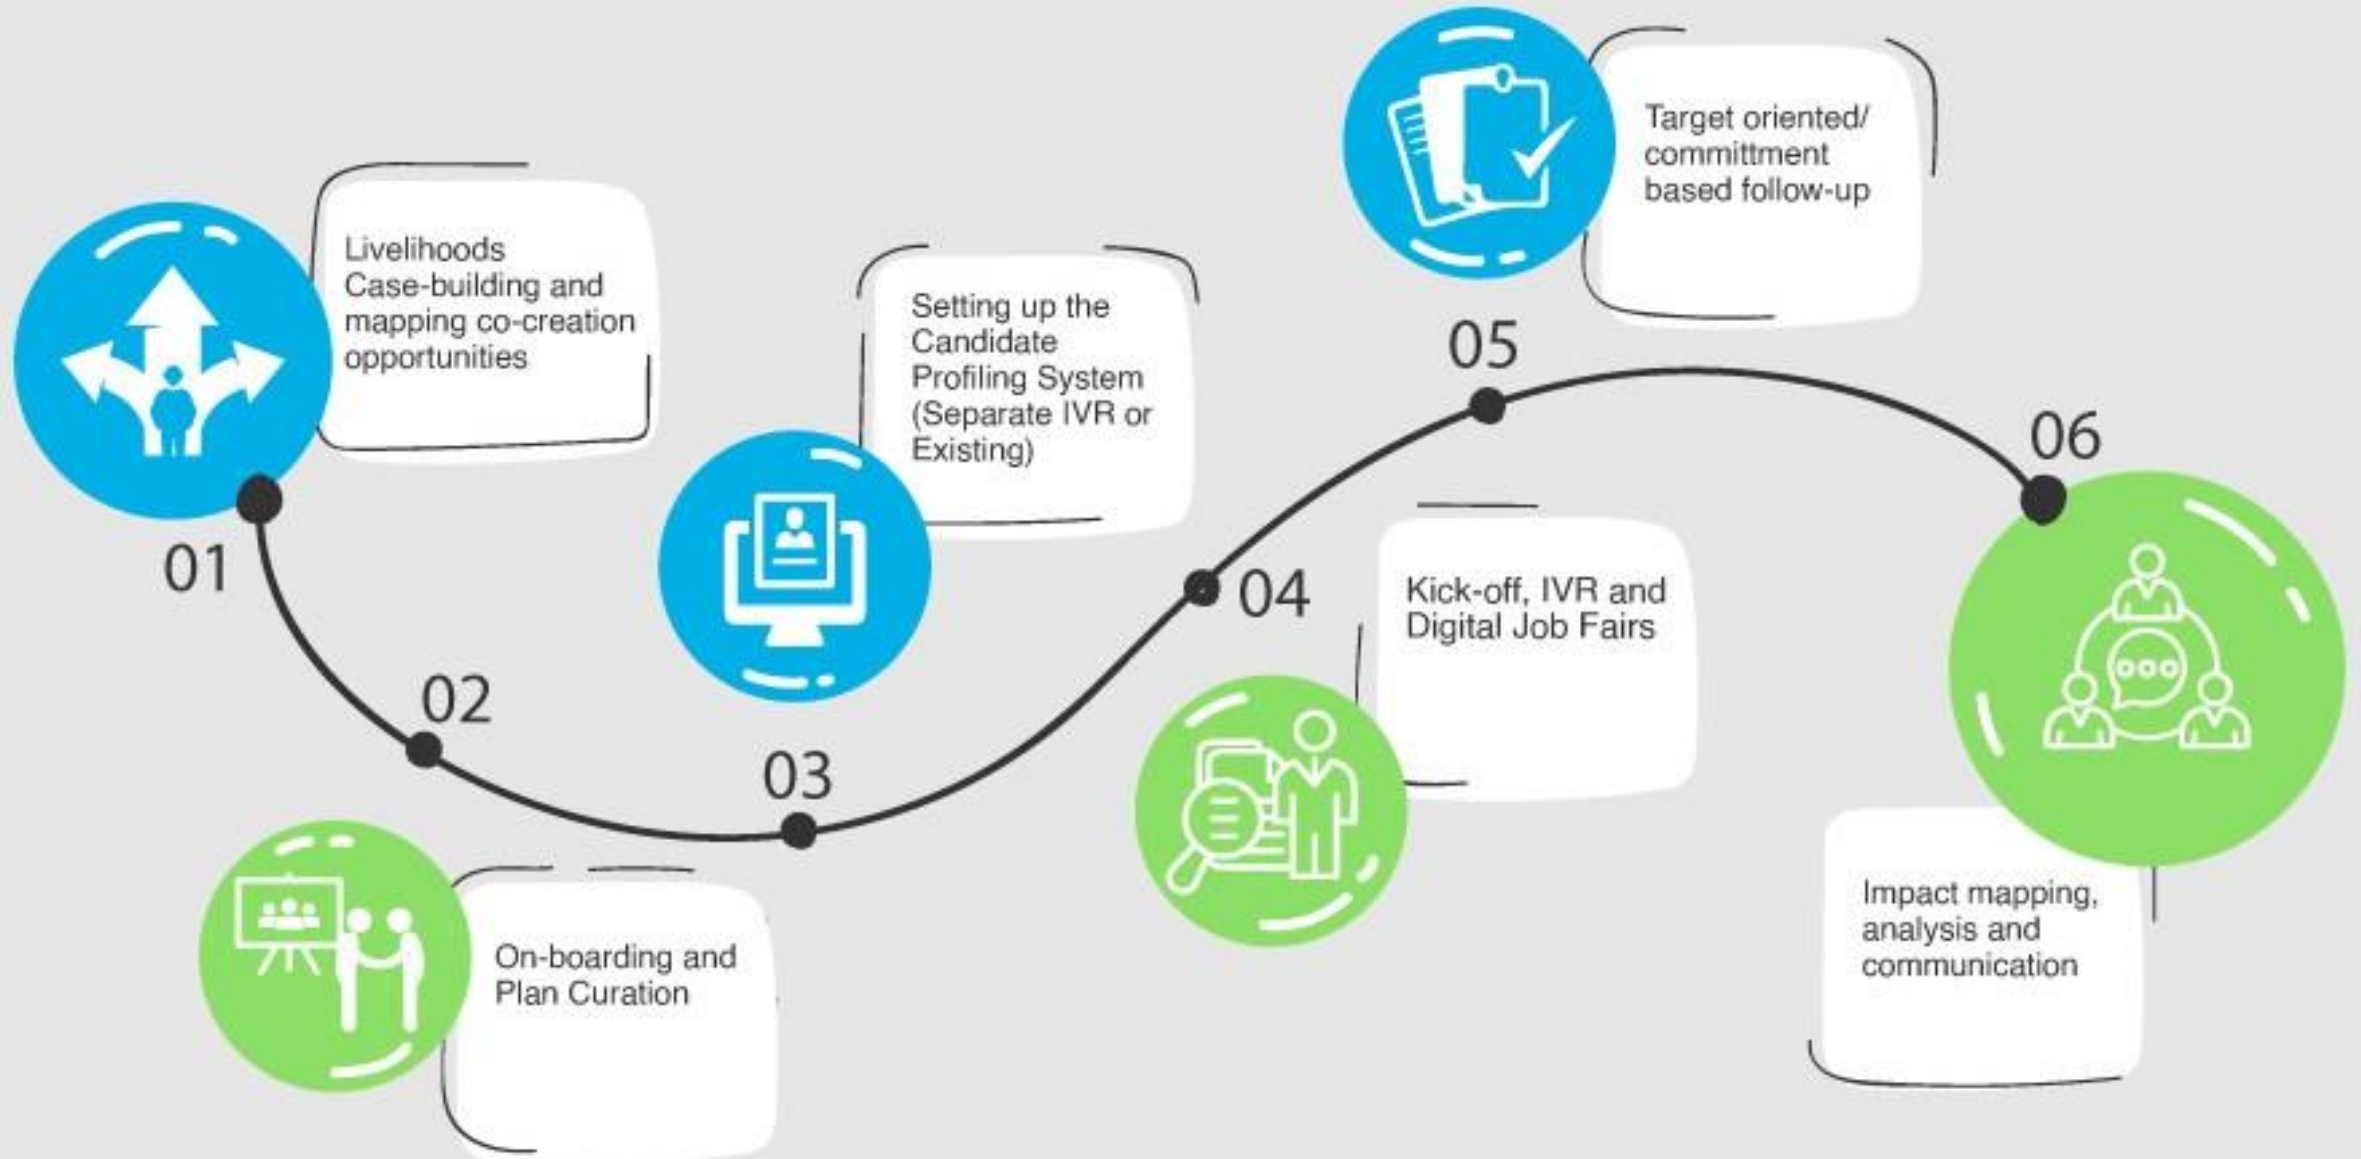 01
Livelihoods
Case-building and
mapping co-creation
opportunities
02
On-boarding and
Plan Curation
03
Setting up the
Candidate
Profiling System
(Separate IVR or
Existing)
04
Kick-off, IVR and
Digital Job Fairs
05
Target oriented/
committment
based follow-up
06
Impact mapping,
analysis and
communication